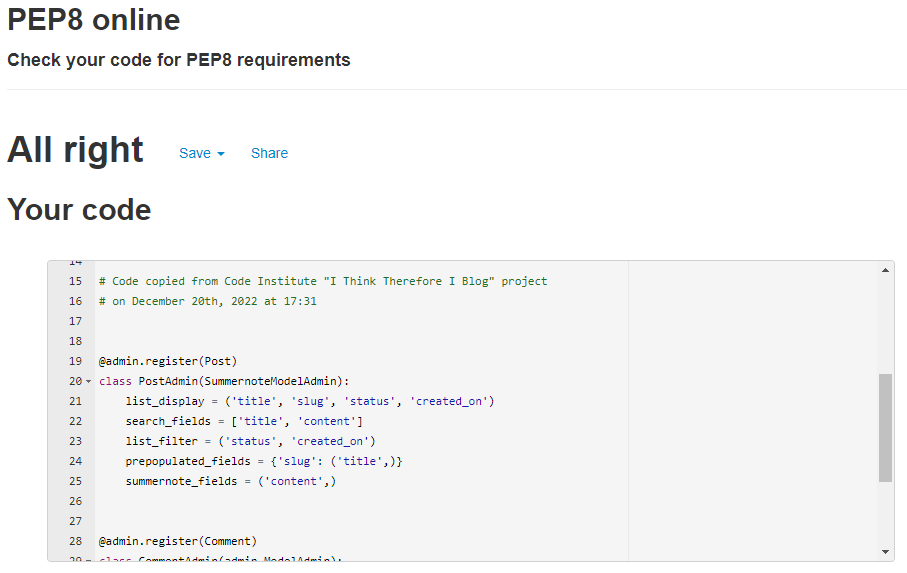 PEP8 online
Check your code for PEP8 requirements
All right Save Share
Your code
14
15 # Code copied from Code Institute "I Think Therefore I Blog" project
16 # on December 20th, 2022 at 17:31
17
18
19 @admin.register(Post)
20 class PostAdmin(SummernoteModelAdmin):
21 list_display = ('title', 'slug', 'status', 'created_on')
22 search_fields = ['title', 'content']
23 list_filter = ('status', 'created_on')
24 prepopulated_fields = {'slug': ('title',)}
25 summernote_fields = ('content',)
26
27
28 @admin.register(Comment)
29 class CommentAdmin(admin.ModelAdmin):